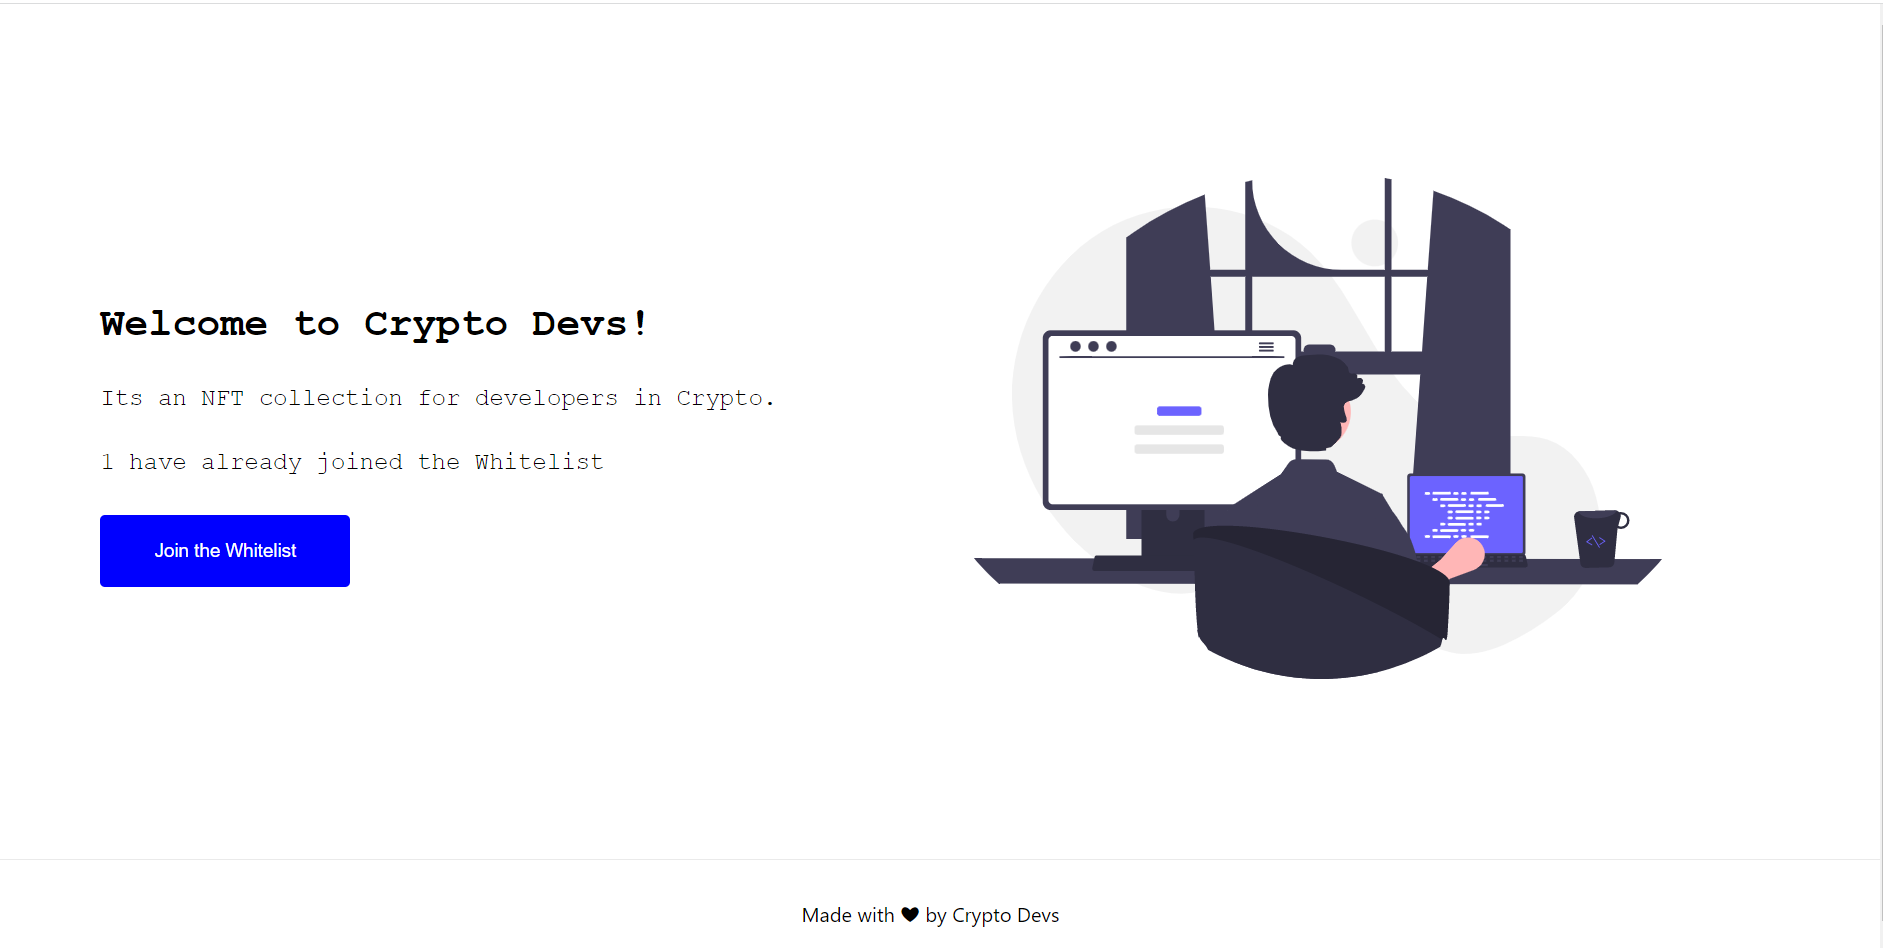 Welcome to Crypto Devs!
Its an NFT collection for developers in Crypto.
1 have already joined the Whitelist
Join the Whitelist
</>
Made with ♥ by Crypto Devs